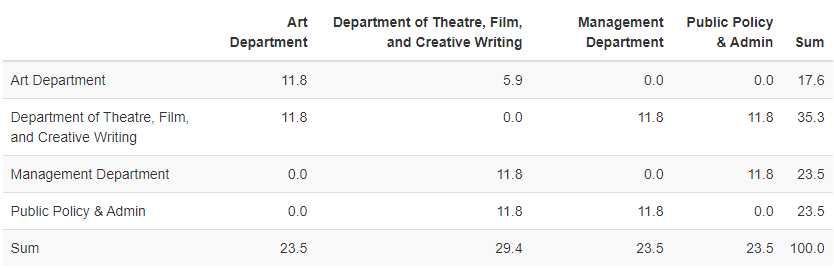 Art Department of Theatre, Film, Management Public Policy
Department and Creative Writing Department & Admin Sum
Art Department 11.8 5.9 0.0 0.0 17.6
Department of Theatre, Film, 11.8 0.0 11.8 11.8 35.3
and Creative Writing
Management Department 0.0 11.8 0.0 11.8 23.5
Public Policy & Admin 0.0 11.8 11.8 0.0 23.5
Sum 23.5 29.4 23.5 23.5 100.0